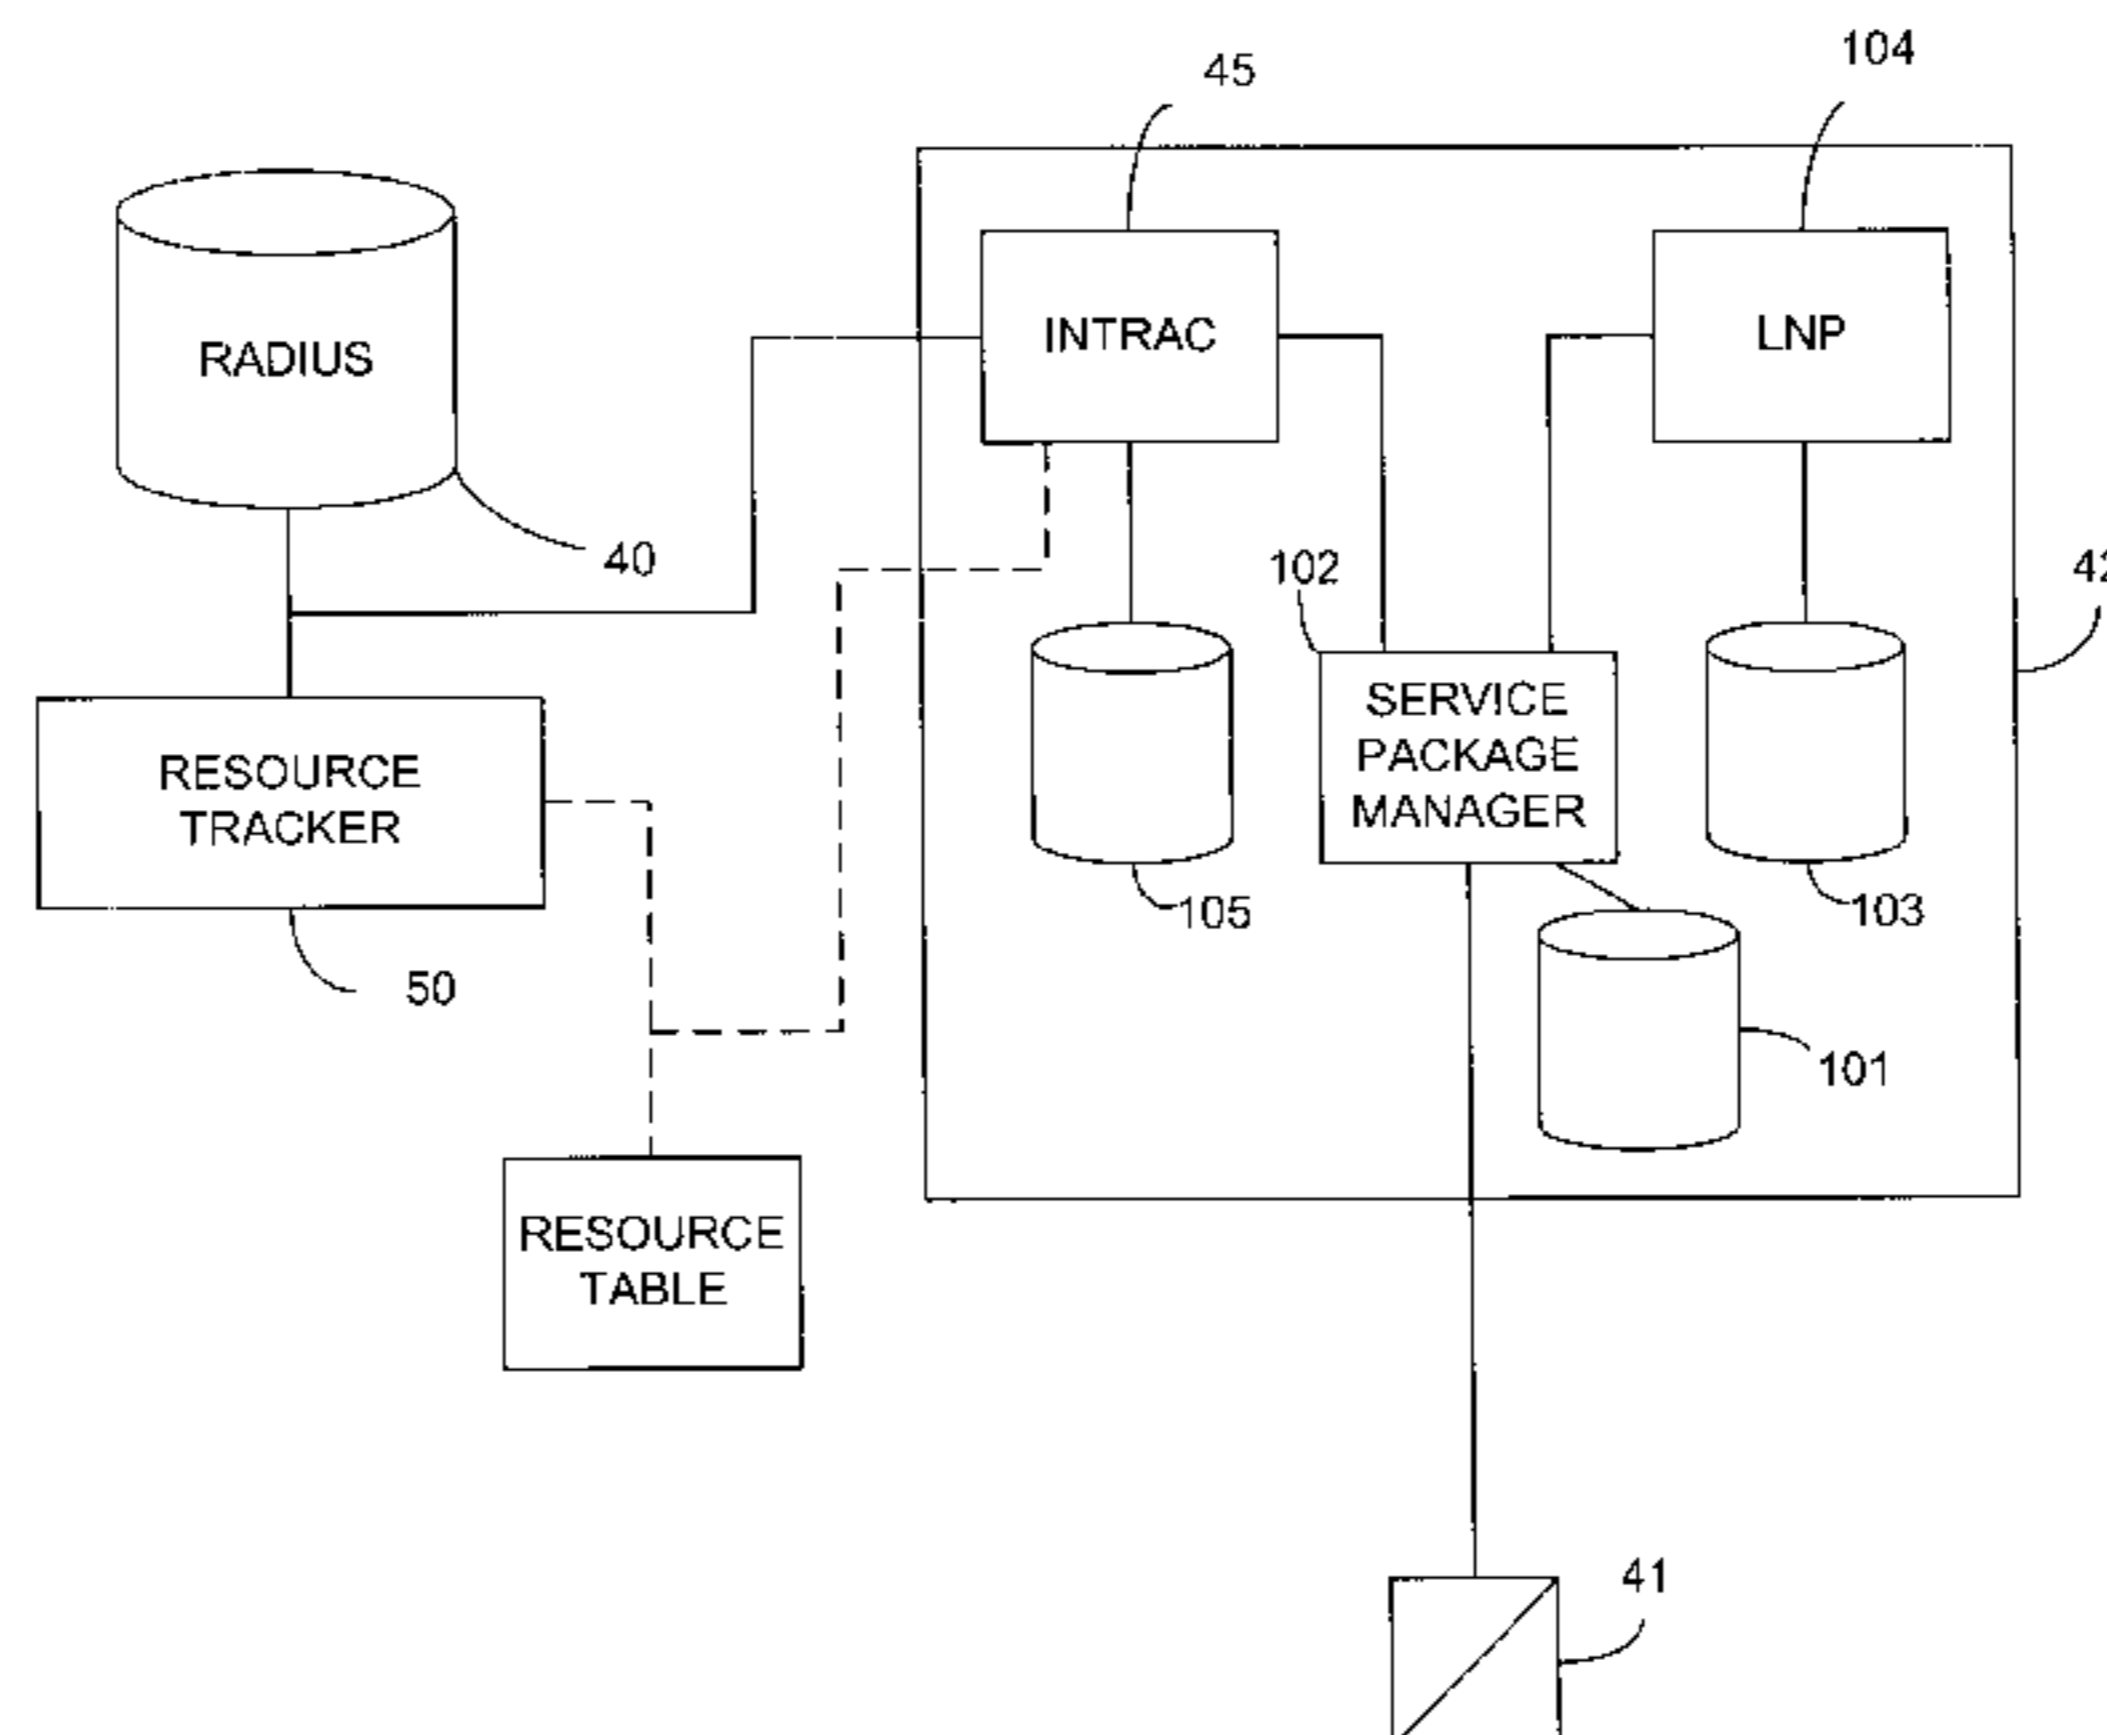 45
104
RADIUS
INTRAC
LNP
40
102
42
SERVICE
PACKAGE
MANAGER
RESOURCE
TRACKER
105
103
50
101
RESOURCE
TABLE
41